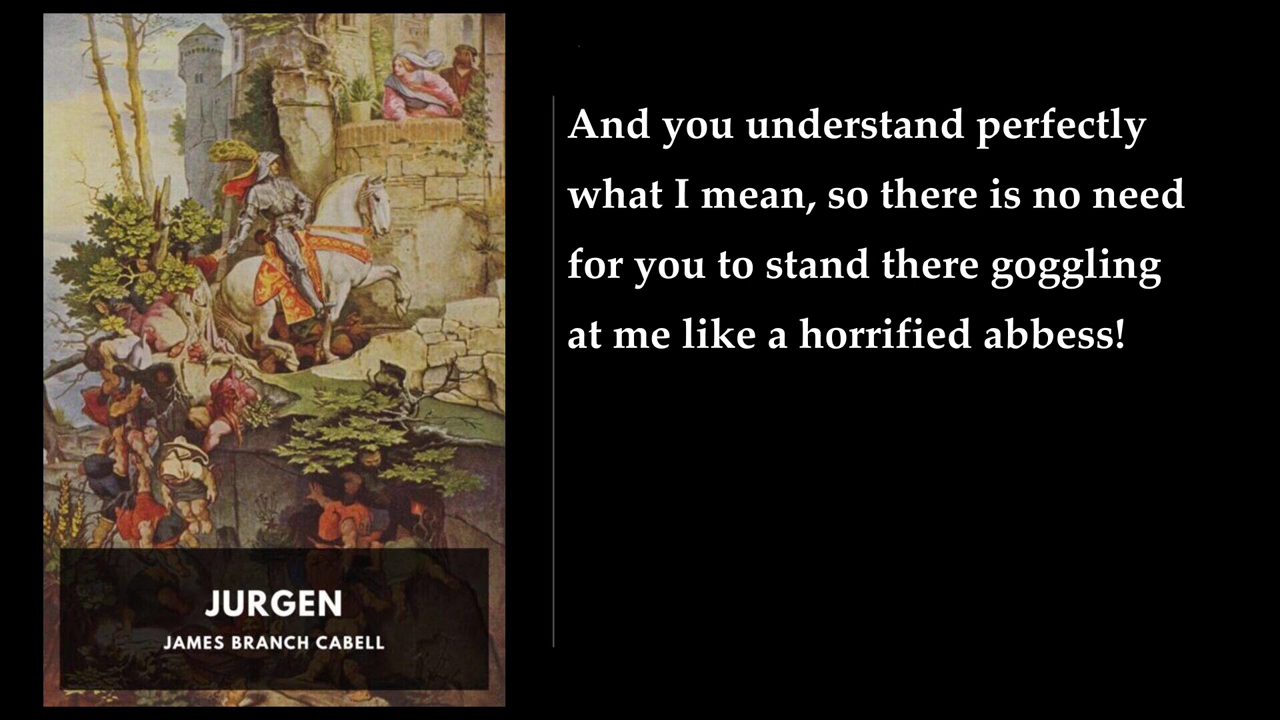 And you understand perfectly
what I mean, so there is no need
for you to stand there goggling
at me like a horrified abbess!
JURGEN
JAMES BRANCH CABELL